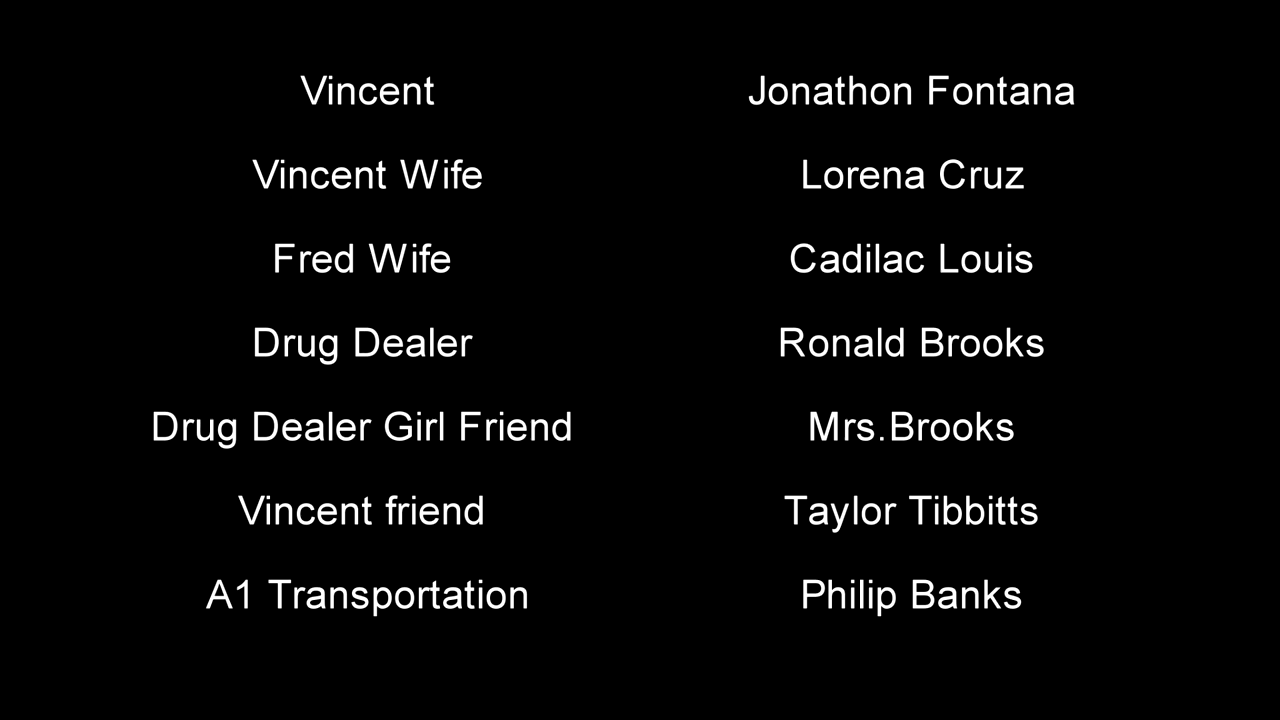 Vincent Jonathon Fontana
Vincent Wife Lorena Cruz
Fred Wife Cadilac Louis
Drug Dealer Ronald Brooks
Drug Dealer Girl Friend Mrs.Brooks
Vincent friend Taylor Tibbitts
A1 Transportation Philip Banks